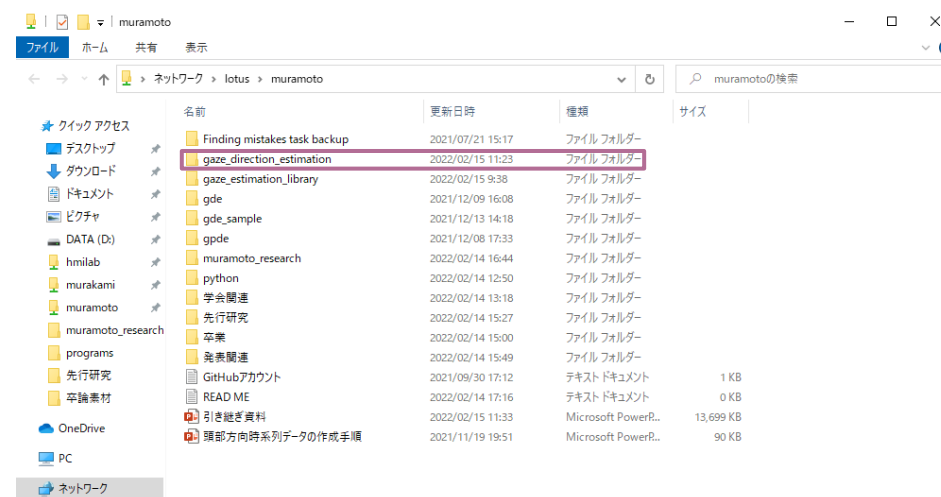 muramoto
ファイル ホーム 共有 表示
ネットワーク › lotus › muramoto muramotoの検索
名前 更新日時 種類 サイズ
クイック アクセス
デスクトップ
ダウンロード
ドキュメント
ピクチャ
DATA (D:)
hmilab
murakami
muramoto
muramoto_research
programs
先行研究
卒論素材
OneDrive
PC
ネットワーク
Finding mistakes task backup 2021/07/21 15:17 ファイル フォルダー
gaze_direction_estimation 2022/02/15 11:23 ファイル フォルダー
gaze_estimation_library 2022/02/15 9:38 ファイル フォルダー
gde 2021/12/09 16:08 ファイル フォルダー
gde_sample 2021/12/13 14:18 ファイル フォルダー
gpde 2021/12/08 17:33 ファイル フォルダー
muramoto_research 2022/02/14 16:44 ファイル フォルダー
python 2022/02/14 12:50 ファイル フォルダー
学会関連 2022/02/14 13:18 ファイル フォルダー
先行研究 2022/02/14 15:27 ファイル フォルダー
卒業 2022/02/14 15:00 ファイル フォルダー
発表関連 2022/02/14 15:49 ファイル フォルダー
GitHubアカウント 2021/09/30 17:12 テキスト ドキュメント 1 KB
READ ME 2022/02/14 17:16 テキスト ドキュメント 0 KB
引き継ぎ資料 2022/02/15 11:33 Microsoft PowerP... 13,699 KB
頭部方向時系列データの作成手順 2021/11/19 19:51 Microsoft PowerP... 90 KB